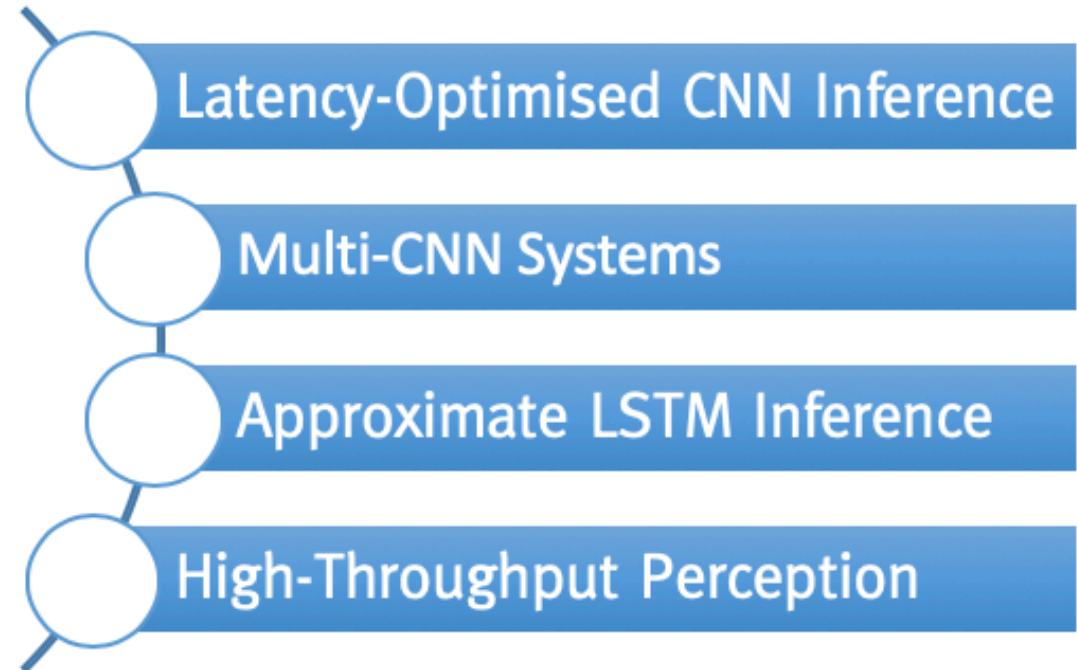 Latency-Optimised CNN Inference
Multi-CNN Systems
Approximate LSTM Inference
High-Throughput Perception